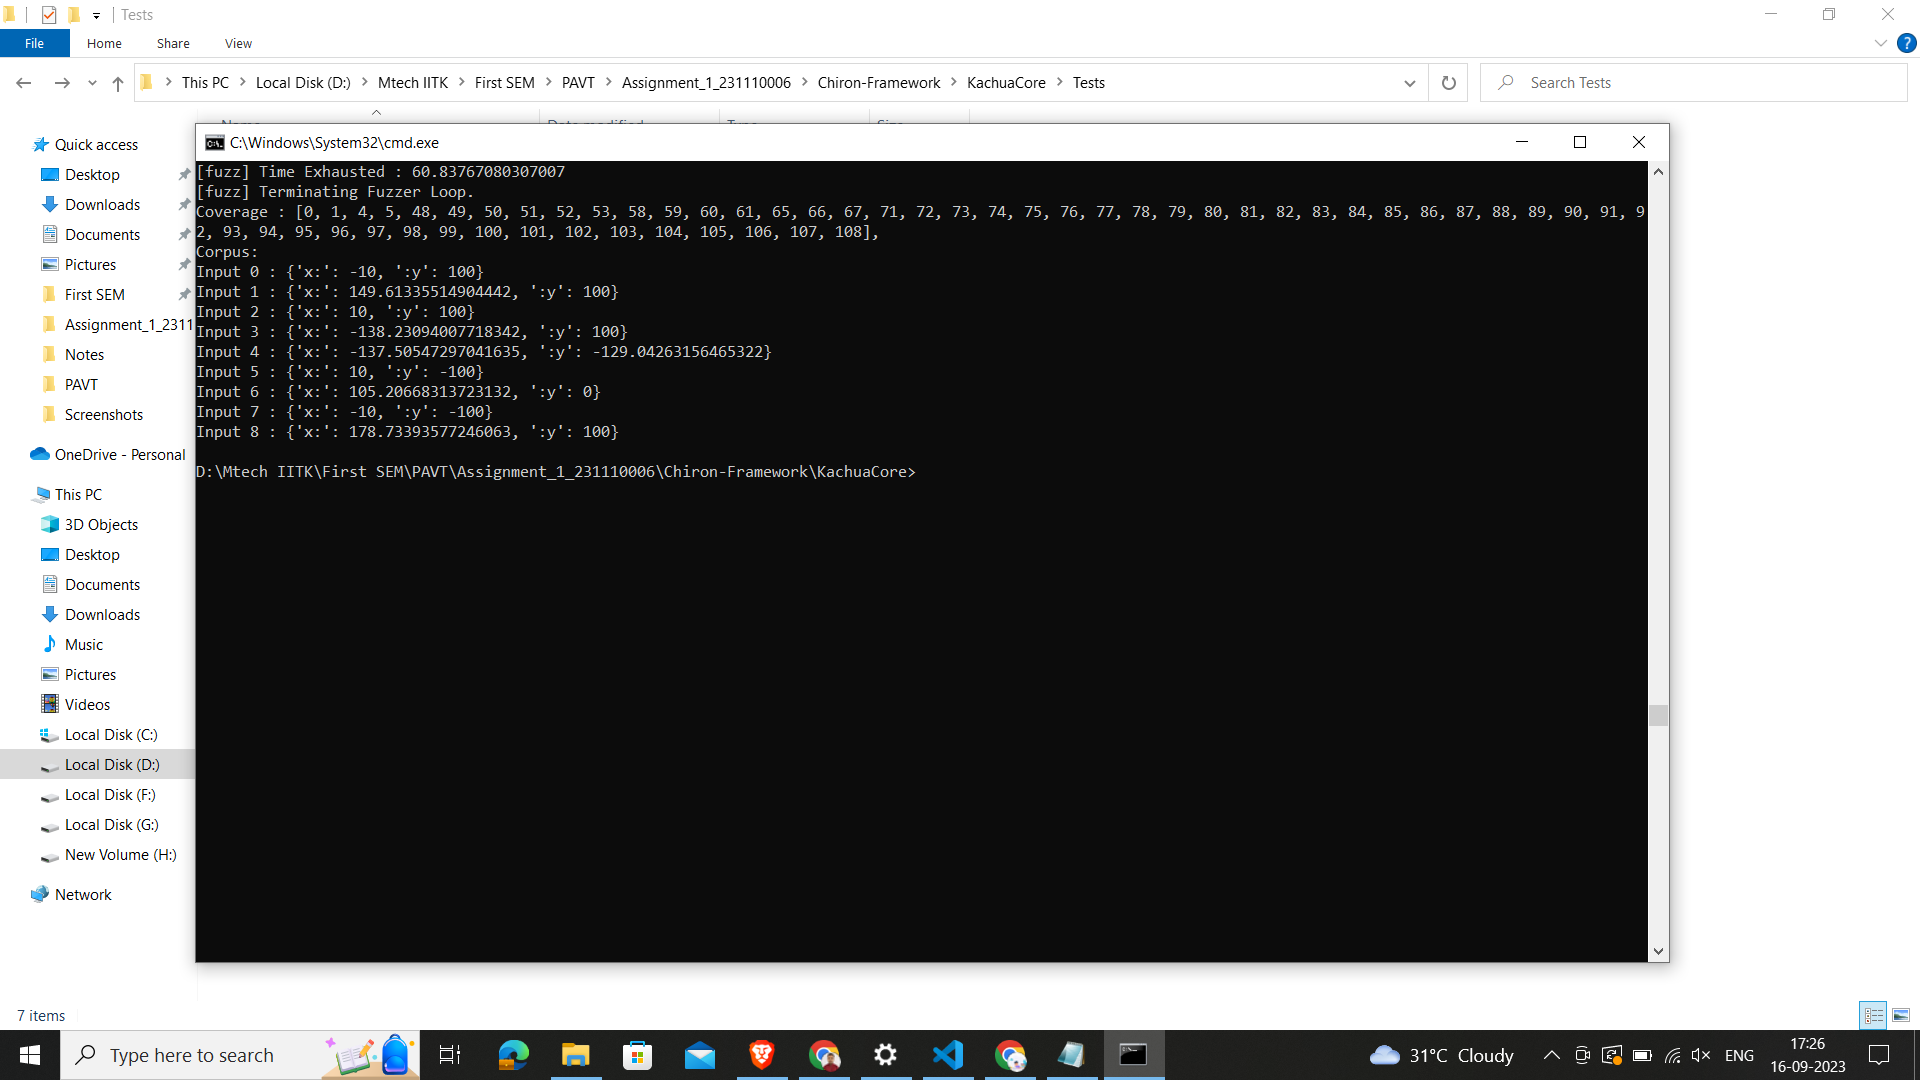 Tests
File Home Share View
This PC Local Disk (D:) Mtech IITK First SEM PAVT Assignment_1_231110006 Chiron-Framework KachuaCore Tests
Search Tests
C:\Windows\System32\cmd.exe
[fuzz] Time Exhausted : 60.83767080307007
[fuzz] Terminating Fuzzer Loop.
Coverage : [0, 1, 4, 5, 48, 49, 50, 51, 52, 53, 58, 59, 60, 61, 65, 66, 67, 71, 72, 73, 74, 75, 76, 77, 78, 79, 80, 81, 82, 83, 84, 85, 86, 87, 88, 89, 90, 91, 9
2, 93, 94, 95, 96, 97, 98, 99, 100, 101, 102, 103, 104, 105, 106, 107, 108],
Corpus:
Input 0 : {'x:': -10, ':y': 100}
Input 1 : {'x:': 149.61335514904442, ':y': 100}
Input 2 : {'x:': 10, ':y': 100}
Input 3 : {'x:': -138.23094007718342, ':y': 100}
Input 4 : {'x:': -137.50547297041635, ':y': -129.04263156465322}
Input 5 : {'x:': 10, ':y': -100}
Input 6 : {'x:': 105.20668313723132, ':y': 0}
Input 7 : {'x:': -10, ':y': -100}
Input 8 : {'x:': 178.73393577246063, ':y': 100}
D:\Mtech IITK\First SEM\PAVT\Assignment_1_231110006\Chiron-Framework\KachuaCore>
Quick access
Desktop
Downloads
Documents
Pictures
First SEM
Assignment_1_2311
Notes
PAVT
Screenshots
OneDrive - Personal
This PC
3D Objects
Desktop
Documents
Downloads
Music
Pictures
Videos
Local Disk (C:)
Local Disk (D:)
Local Disk (F:)
Local Disk (G:)
New Volume (H:)
Network
7 items
Type here to search
31°C Cloudy
ENG
17:26
16-09-2023